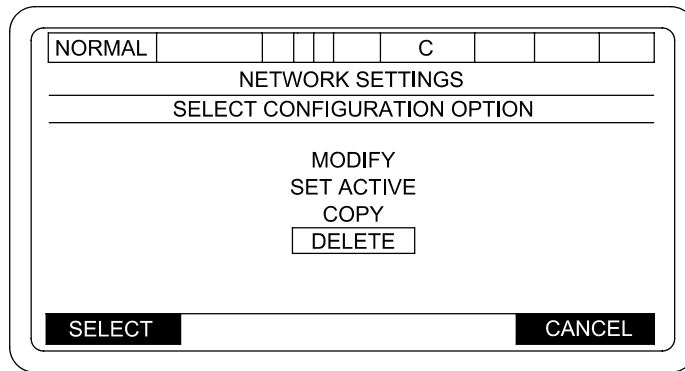 NORMAL C
NETWORK SETTINGS
SELECT CONFIGURATION OPTION
MODIFY
SET ACTIVE
COPY
DELETE
SELECT CANCEL